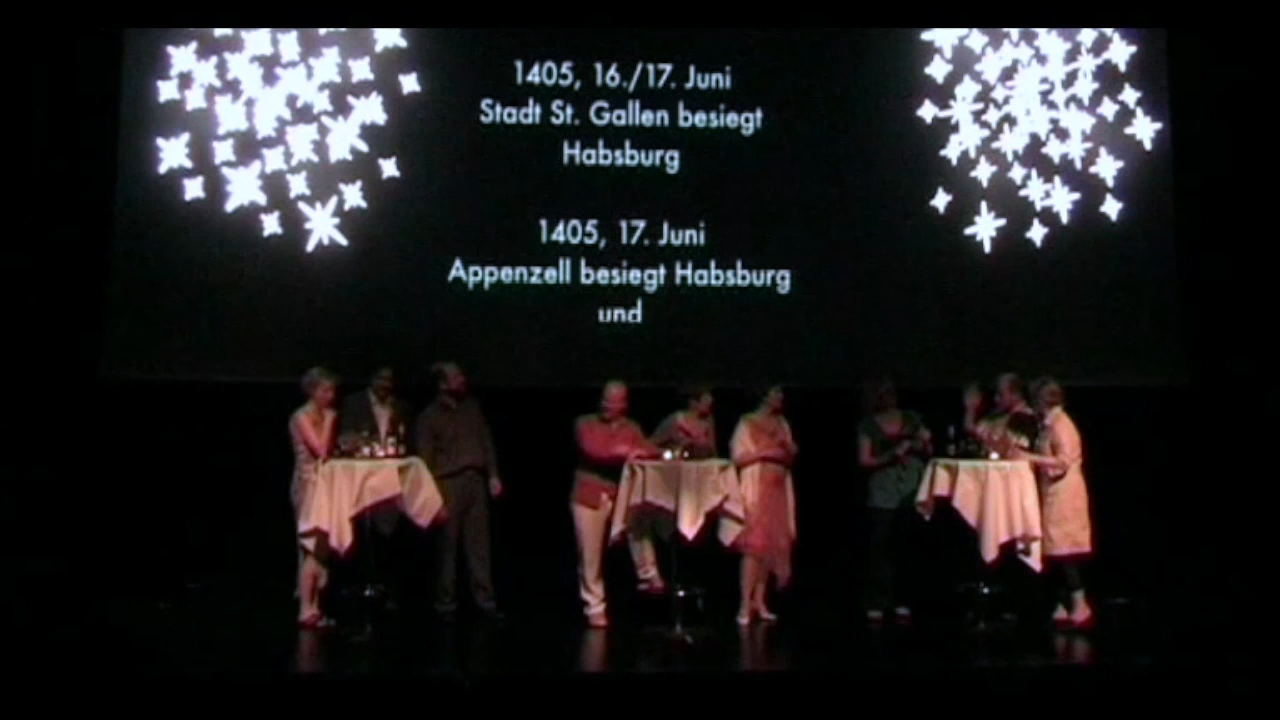 1405, 16./17. Juni
Stadt St. Gallen besiegt
Habsburg
1405, 17. Juni
Appenzell besiegt Habsburg
und